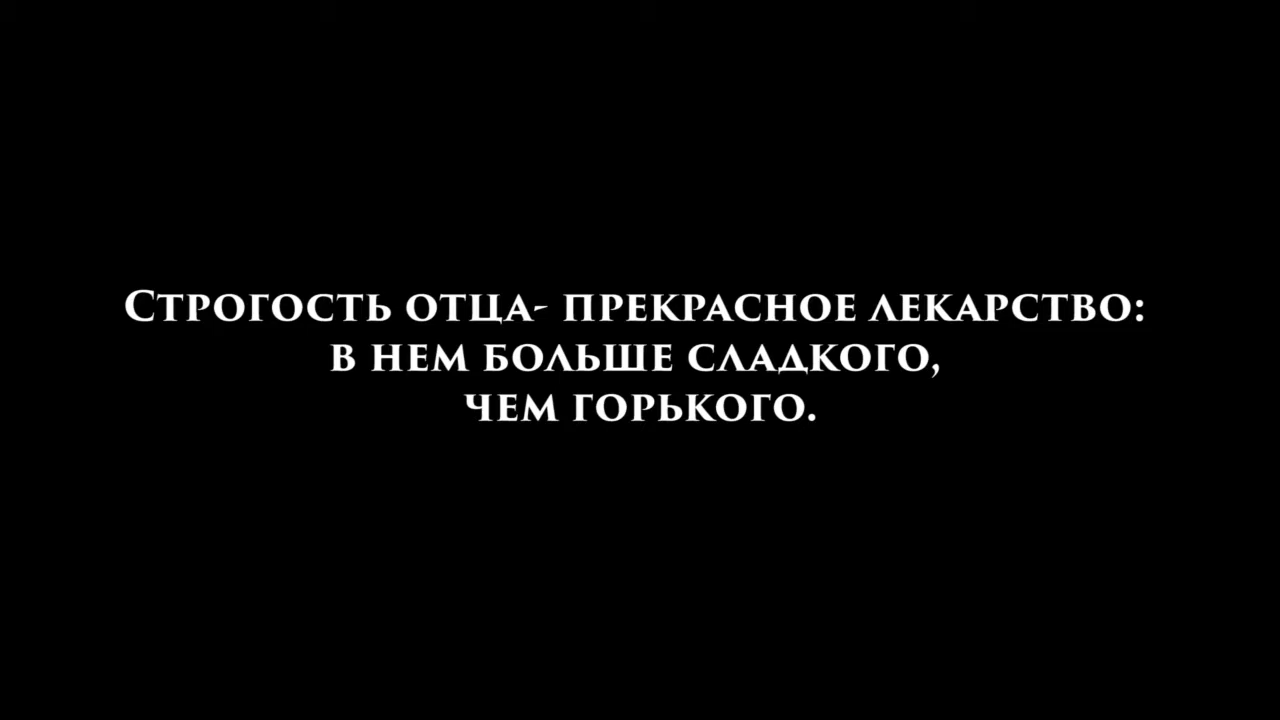 Строгость отца- прекрасное лекарство:
в нем больше сладкого,
чем горького.